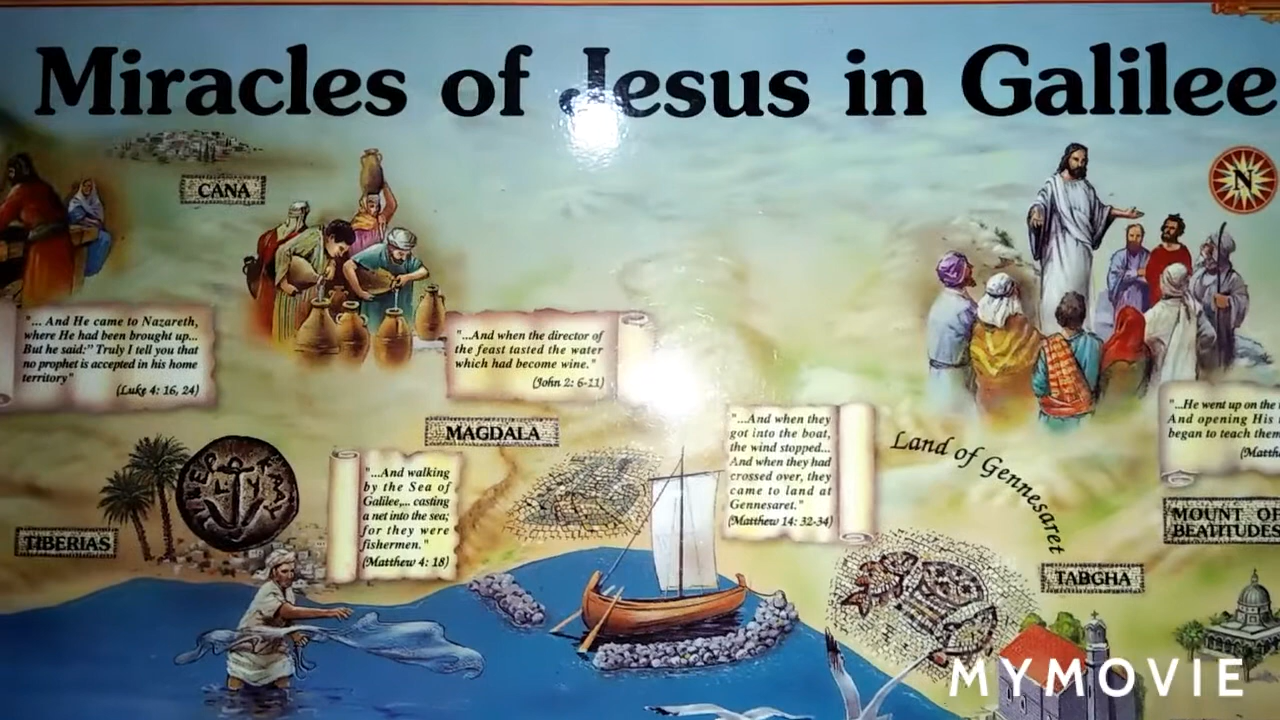 Miracles of Jesus in Galilee
N
CANA
"... And He came to Nazareth,
where He had been brought up...
But he said:" Truly I tell you that
no prophet is accepted in his home
territory"
(Luke 4: 16, 24)
"...And when the director of
the feast tasted the water
which had become wine."
(John 2: 6-11)
"...He went up on the
And opening His
began to teach them
MAGDALA
"...And when they
got into the boat,
the wind stopped...
And when they had
crossed over, they
came to land at
Gennesaret."
(Matthew 14: 32-34)
Land of Gennesaret
"...And walking
by the Sea of
Galilee,... casting
a net into the sea;
for they were
fishermen."
(Matthew 4: 18)
MOUNT OF
BEATITUDES
TIBERIAS
TABGHA
MYMOVIE